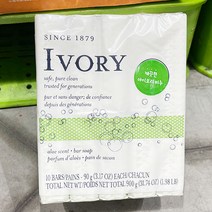 SINCE 1879
IVORY
safe, pure clean
trusted for generations
pur et sans danger; de confiance
depuis des générations
aloe scent • bar soap
parfum d'aloès • pain de savon
10 BARS/PAINS - 90 g (3.17 OZ) EACH/CHACUN
TOTAL NET WT/POIDS NET TOTAL 900 g (31.74 OZ) (1.98 LB)